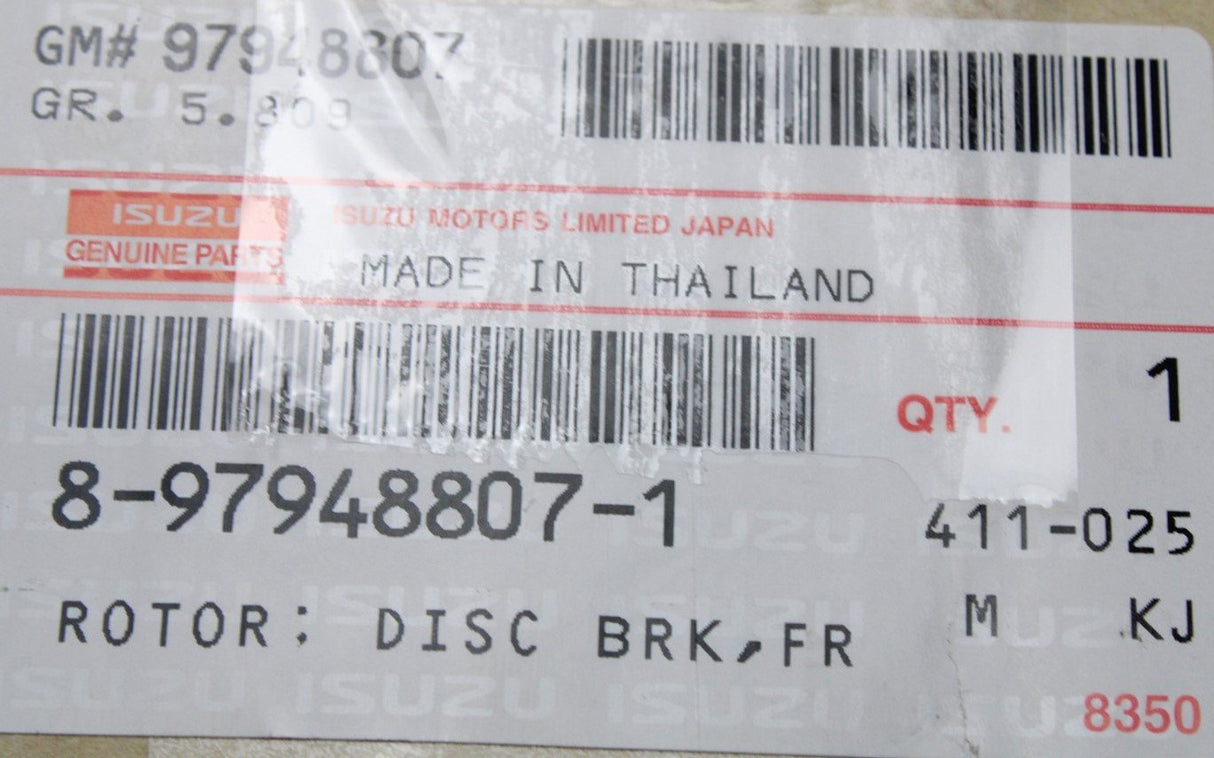 GM# 97948807
GR. 5.809
ISUZU
GENUINE PARTS
ISUZU MOTORS LIMITED JAPAN
MADE IN THAILAND
QTY. 1
8-97948807-1
411-025
ROTOR; DISC BRK,FR
M KJ
8350